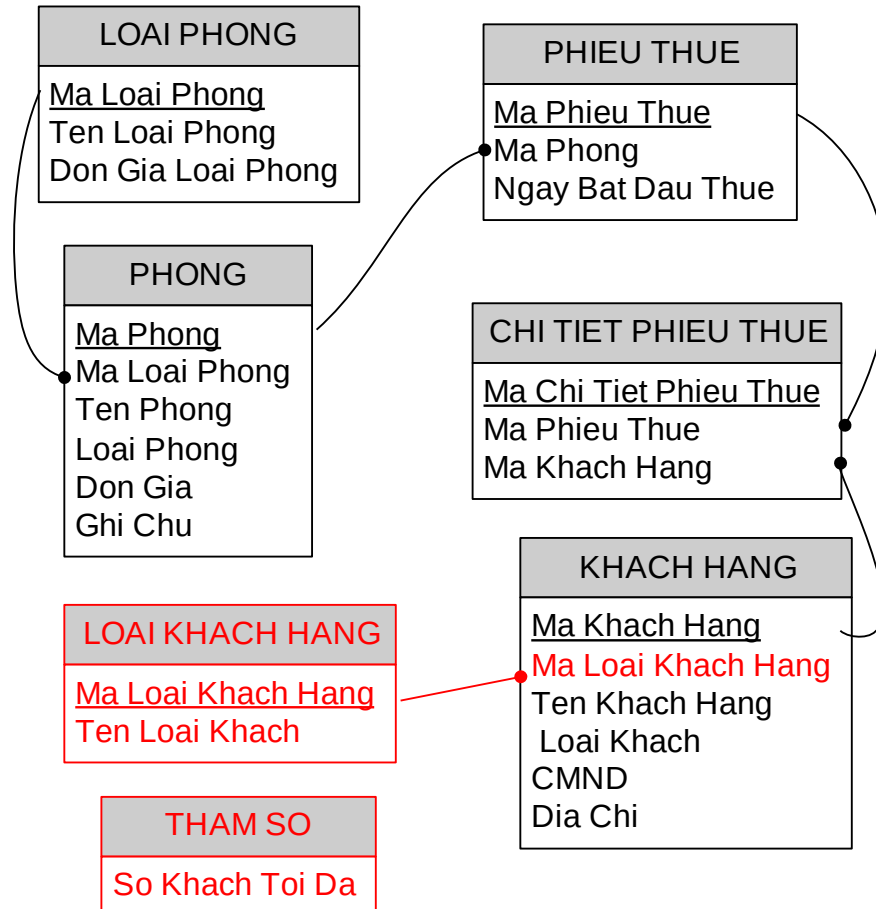 LOAI PHONG
Ma Loai Phong
Ten Loai Phong
Don Gia Loai Phong
PHIEU THUE
Ma Phieu Thue
Ma Phong
Ngay Bat Dau Thue
PHONG
Ma Phong
Ma Loai Phong
Ten Phong
Loai Phong
Don Gia
Ghi Chu
CHI TIET PHIEU THUE
Ma Chi Tiet Phieu Thue
Ma Phieu Thue
Ma Khach Hang
LOAI KHACH HANG
Ma Loai Khach Hang
Ten Loai Khach
KHACH HANG
Ma Khach Hang
Ma Loai Khach Hang
Ten Khach Hang
Loai Khach
CMND
Dia Chi
THAM SO
So Khach Toi Da